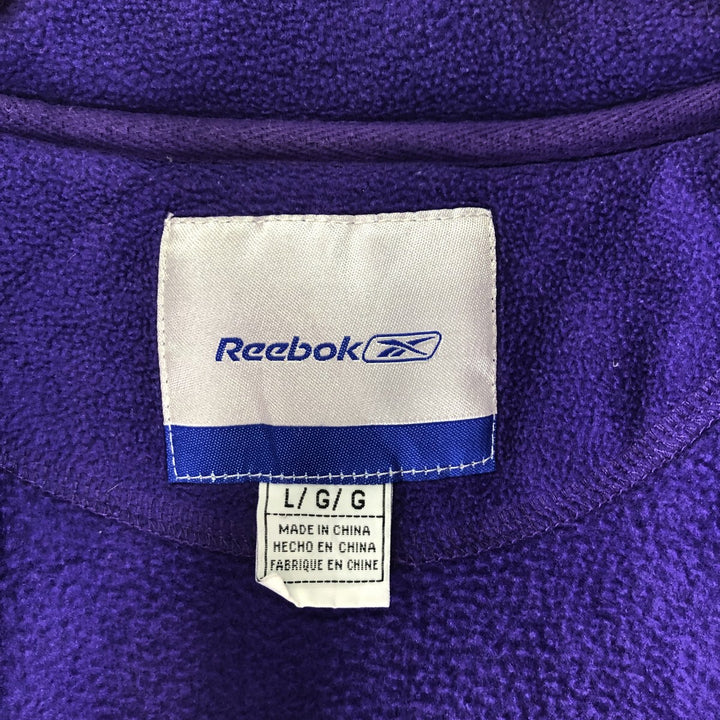 Reebok
L/G/G
MADE IN CHINA
HECHO EN CHINA
FABRIQUE EN CHINE